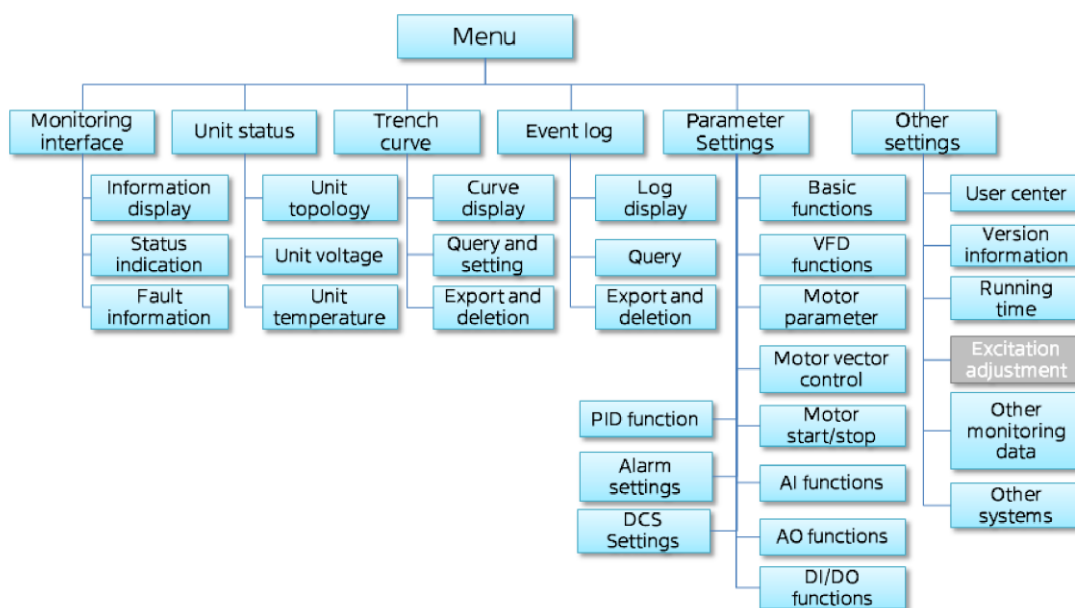 Menu
Monitoring
interface
Unit status
Trench
curve
Event log
Parameter
Settings
Other
settings
Information
display
Status
indication
Fault
information
Unit
topology
Unit voltage
Unit
temperature
Curve
display
Query and
setting
Export and
deletion
Log
display
Query
Export and
deletion
Basic
functions
VFD
functions
Motor
parameter
Motor vector
control
Motor
start/stop
AI functions
AO functions
DI/DO
functions
PID function
Alarm
settings
DCS
Settings
User center
Version
information
Running
time
Excitation
adjustment
Other
monitoring
data
Other
systems